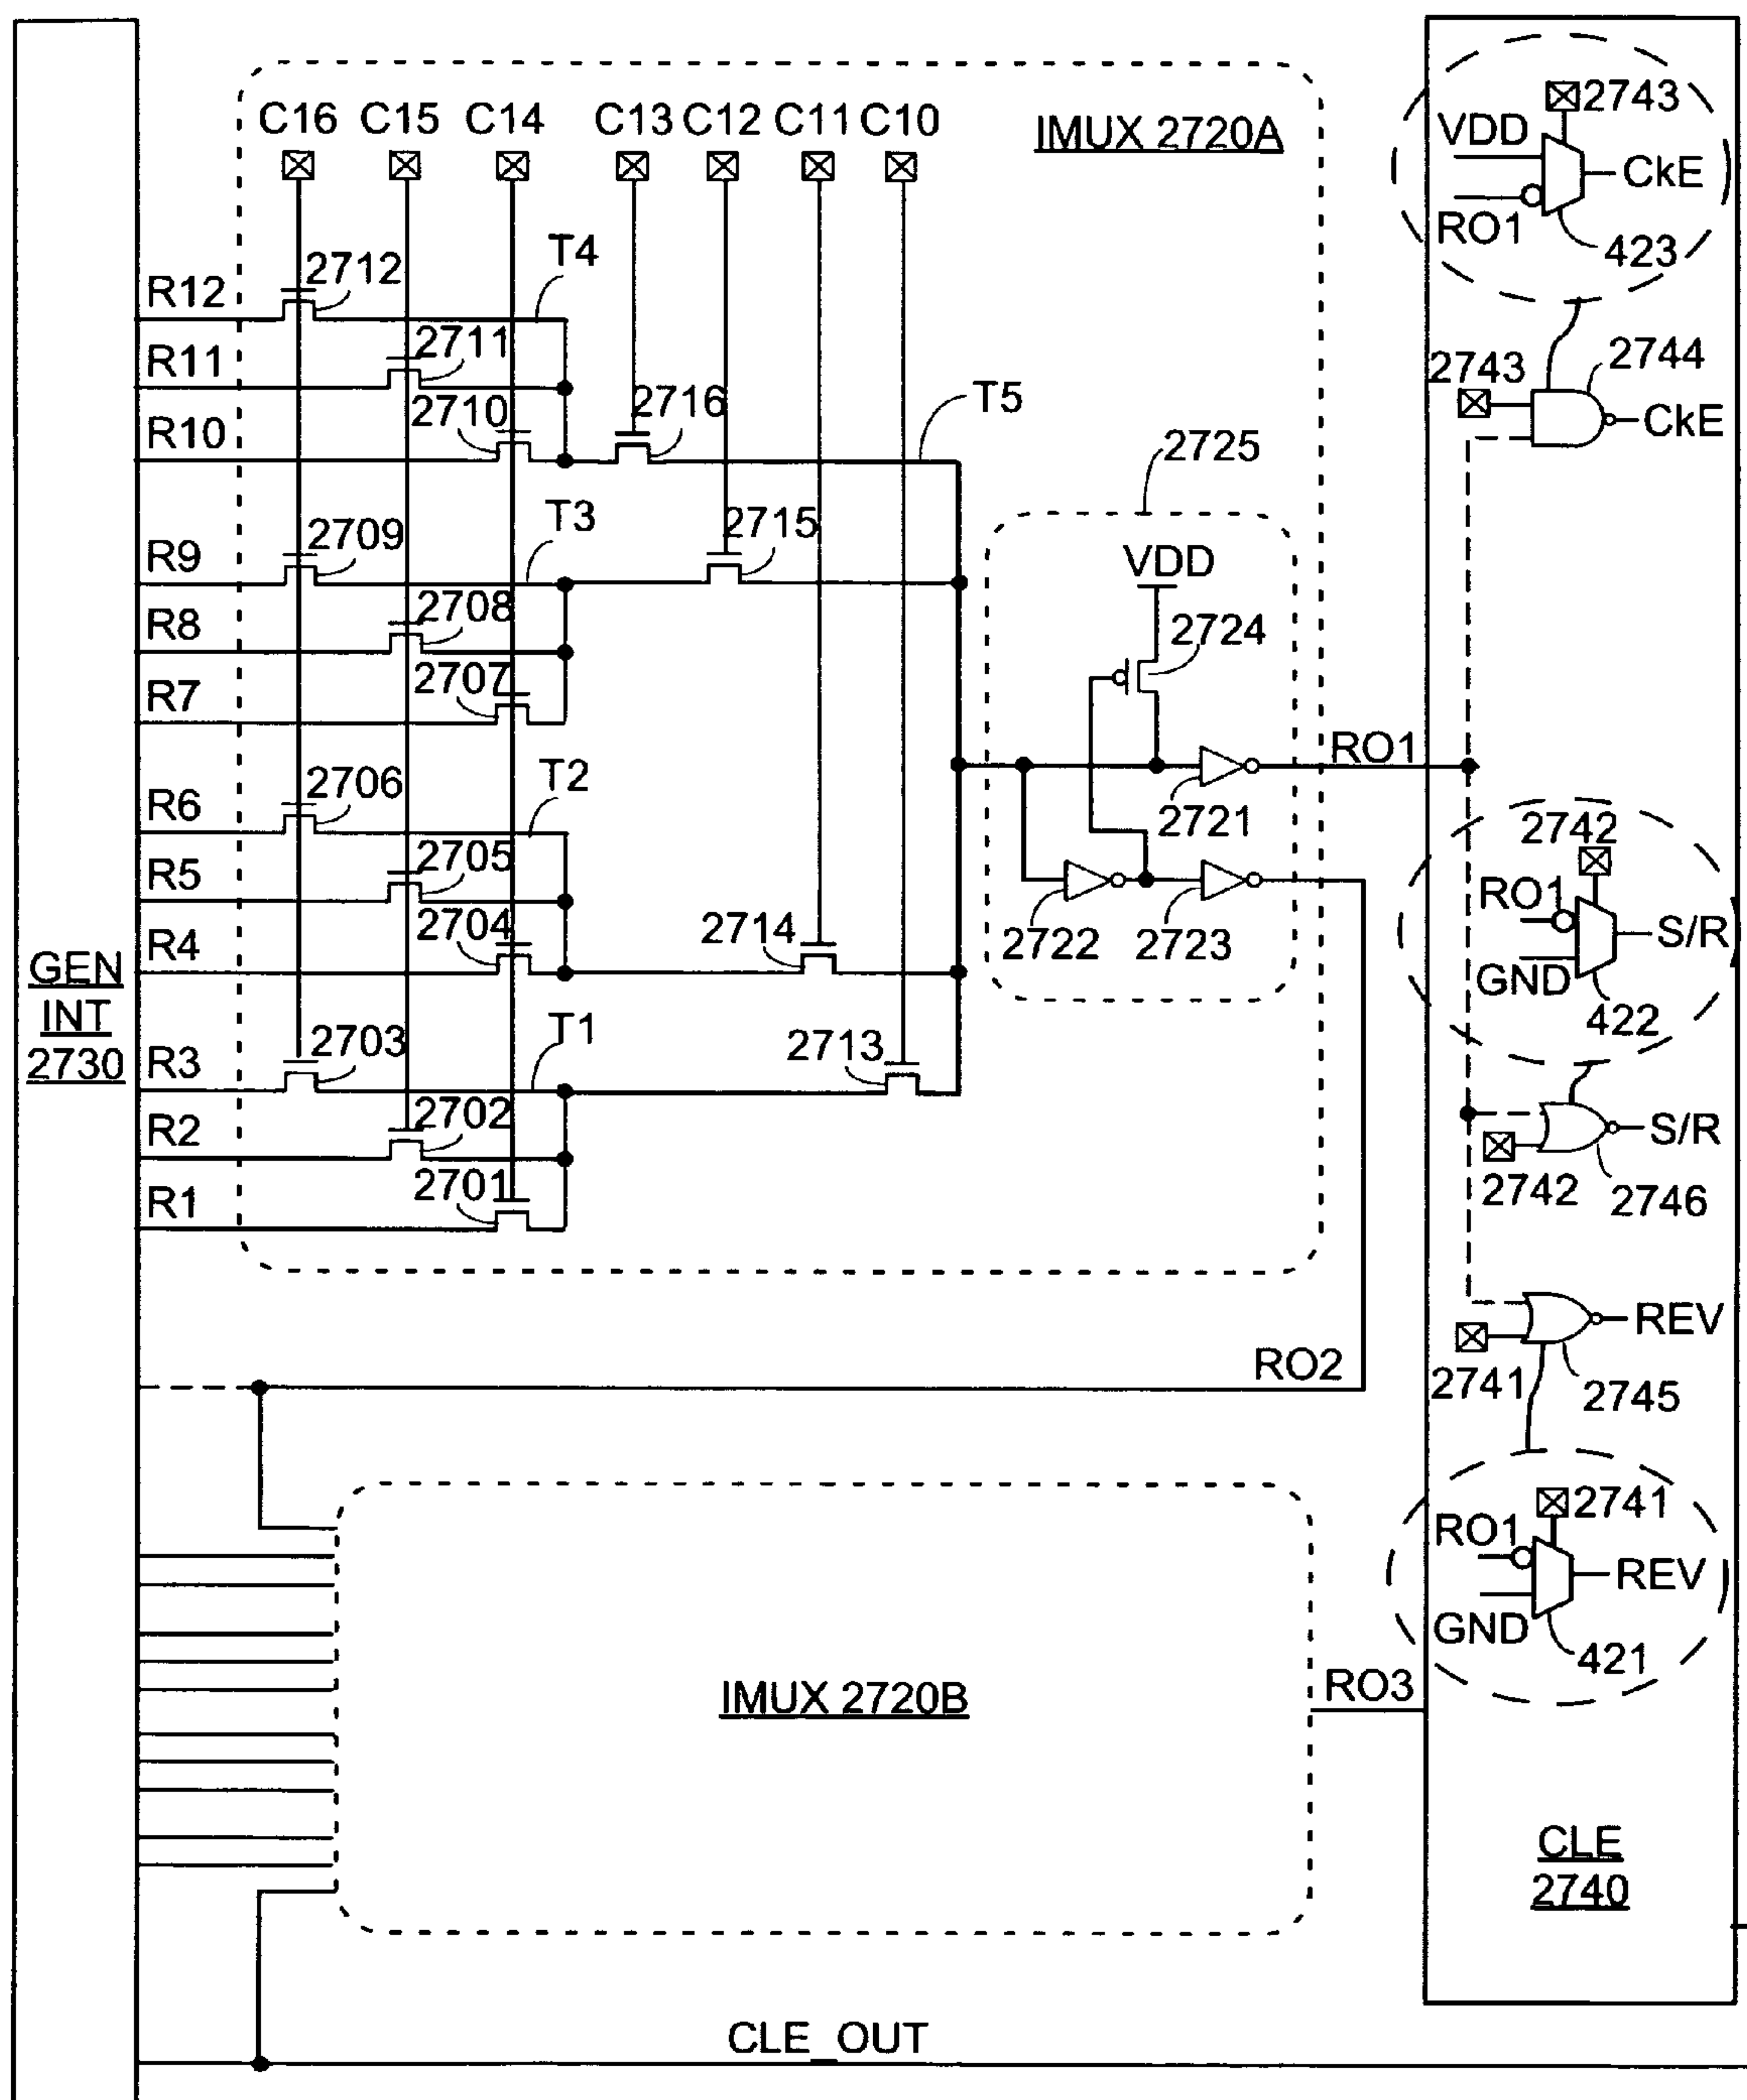 C16 C15 C14 C13 C12 C11 C10
IMUX 2720A
R12
2712
T4
R11
2711
R10
2710
2716
T5
R9
2709
T3
2715
R8
2708
R7
2707
R6
2706
T2
R5
2705
R4
2704
2714
R3
2703
T1
2713
R2
2702
R1
2701
GEN
INT
2730
2725
VDD
2724
2721
2722
2723
RO1
RO2
2743
VDD
CkE
RO1
423
2743
2744
CkE
2742
RO1
S/R
GND
422
S/R
2742
2746
REV
2741
2745
2741
RO1
REV
GND
421
IMUX 2720B
RO3
CLE
2740
CLE_OUT